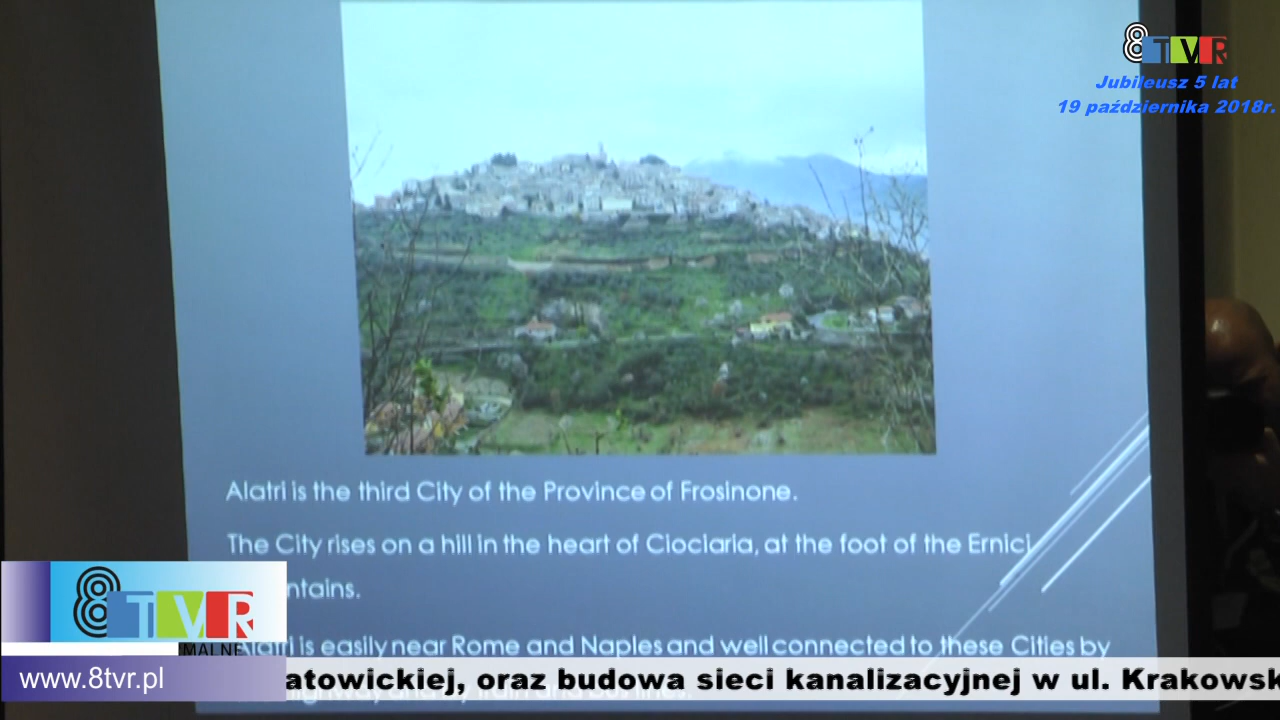 8TVR
Jubileusz 5 lat
19 października 2018r.
Alatri is the third City of the Province of Frosinone.
The City rises on a hill in the heart of Ciociaria, at the foot of the Ernici
ntains.
8TVR
Alatri is easily near Rome and Naples and well connected to these Cities by
MALNE
www.8tvr.pl
atowickiej, oraz budowa sieci kanalizacyjnej w ul. Krakowsk